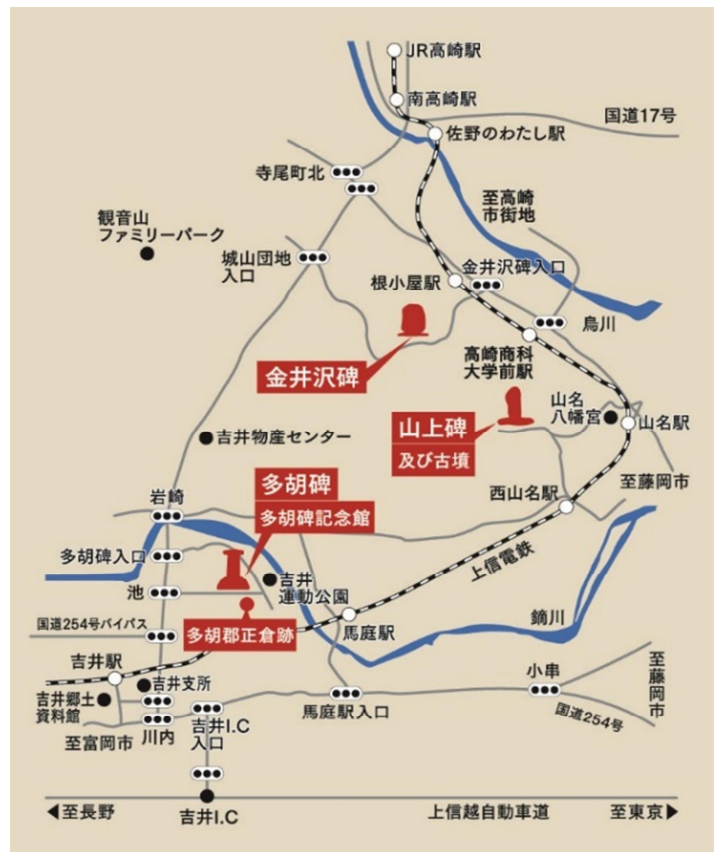 JR高崎駅
南高崎駅
国道17号
佐野のわたし駅
寺尾町北
至高崎
市街地
観音山
ファミリーパーク
城山団地
入口
金井沢碑入口
根小屋駅
烏川
高崎商科
大学前駅
金井沢碑
山名
八幡宮
山名駅
山上碑
及び古墳
吉井物産センター
至藤岡市
多胡碑
西山名駅
岩崎
多胡碑記念館
多胡碑入口
上信電鉄
吉井
運動公園
池
国道254号バイパス
鏑川
多胡郡正倉跡
馬庭駅
吉井駅
小串
至藤岡市
吉井支所
吉井郷土
資料館
馬庭駅入口
国道254号
吉井I.C
入口
至富岡市
川内
◀至長野
上信越自動車道
至東京▶
吉井I.C